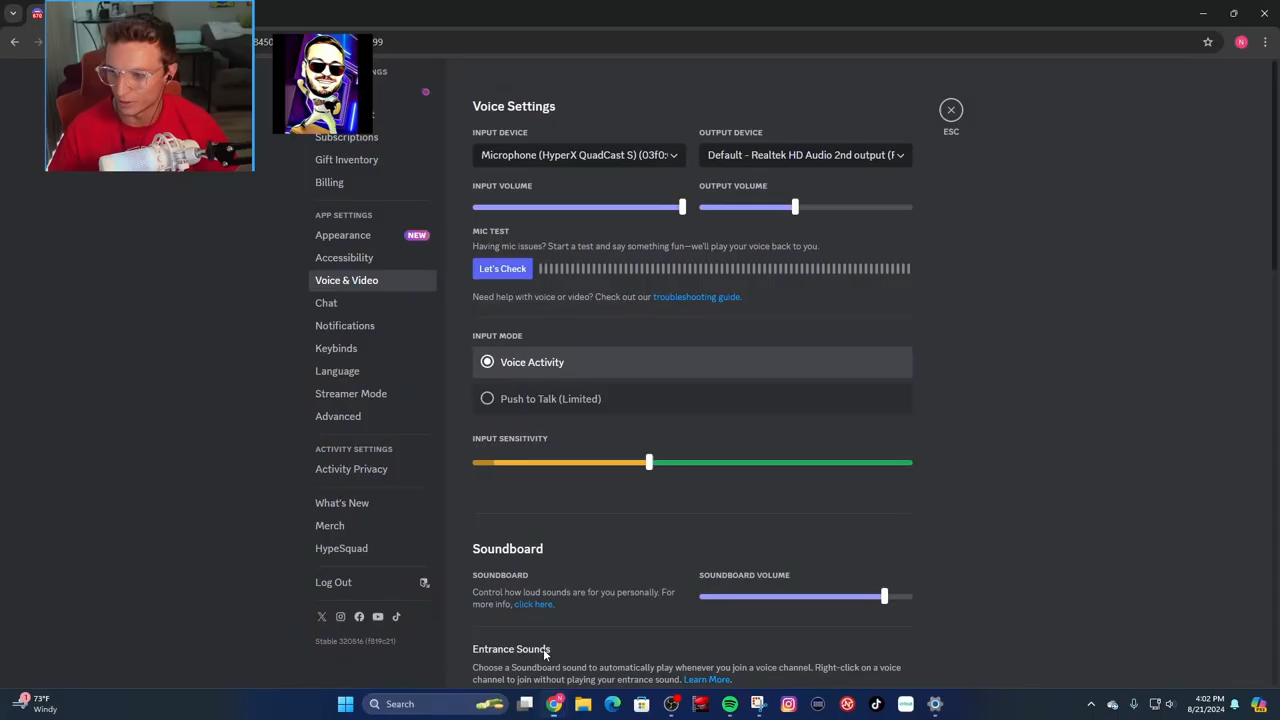 670
8450
99
NGS
Subscriptions
Gift Inventory
Billing
APP SETTINGS
Appearance
NEW
Accessibility
Voice & Video
Chat
Notifications
Keybinds
Language
Streamer Mode
Advanced
ACTIVITY SETTINGS
Activity Privacy
What's New
Merch
HypeSquad
Log Out
Stable 320516 (f819c21)
Voice Settings
ESC
INPUT DEVICE
OUTPUT DEVICE
Microphone (HyperX QuadCast S) (03f0:
Default - Realtek HD Audio 2nd output (F
INPUT VOLUME
OUTPUT VOLUME
MIC TEST
Having mic issues? Start a test and say something fun—we'll play your voice back to you.
Let's Check
Need help with voice or video? Check out our troubleshooting guide.
INPUT MODE
Voice Activity
Push to Talk (Limited)
INPUT SENSITIVITY
Soundboard
SOUNDBOARD
SOUNDBOARD VOLUME
Control how loud sounds are for you personally. For
more info, click here.
Entrance Sounds
Choose a Soundboard sound to automatically play whenever you join a voice channel. Right-click on a voice
channel to join without playing your entrance sound. Learn More.
73°F
Windy
Search
4:02 PM
8/21/2024